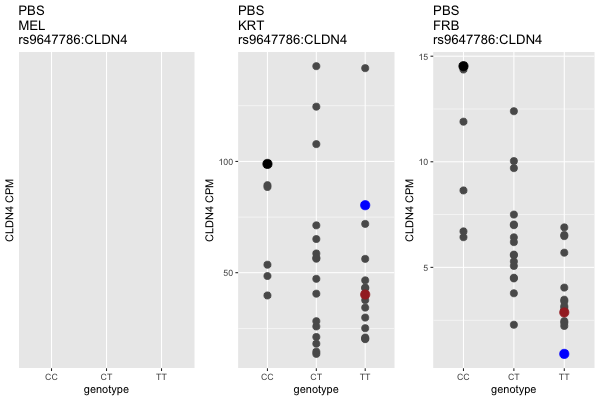 PBS
MEL
rs9647786:CLDN4
CLDN4 CPM
CC CT TT
genotype
PBS
KRT
rs9647786:CLDN4
CLDN4 CPM
100
50
CC CT TT
genotype
PBS
FRB
rs9647786:CLDN4
CLDN4 CPM
15
10
5
CC CT TT
genotype